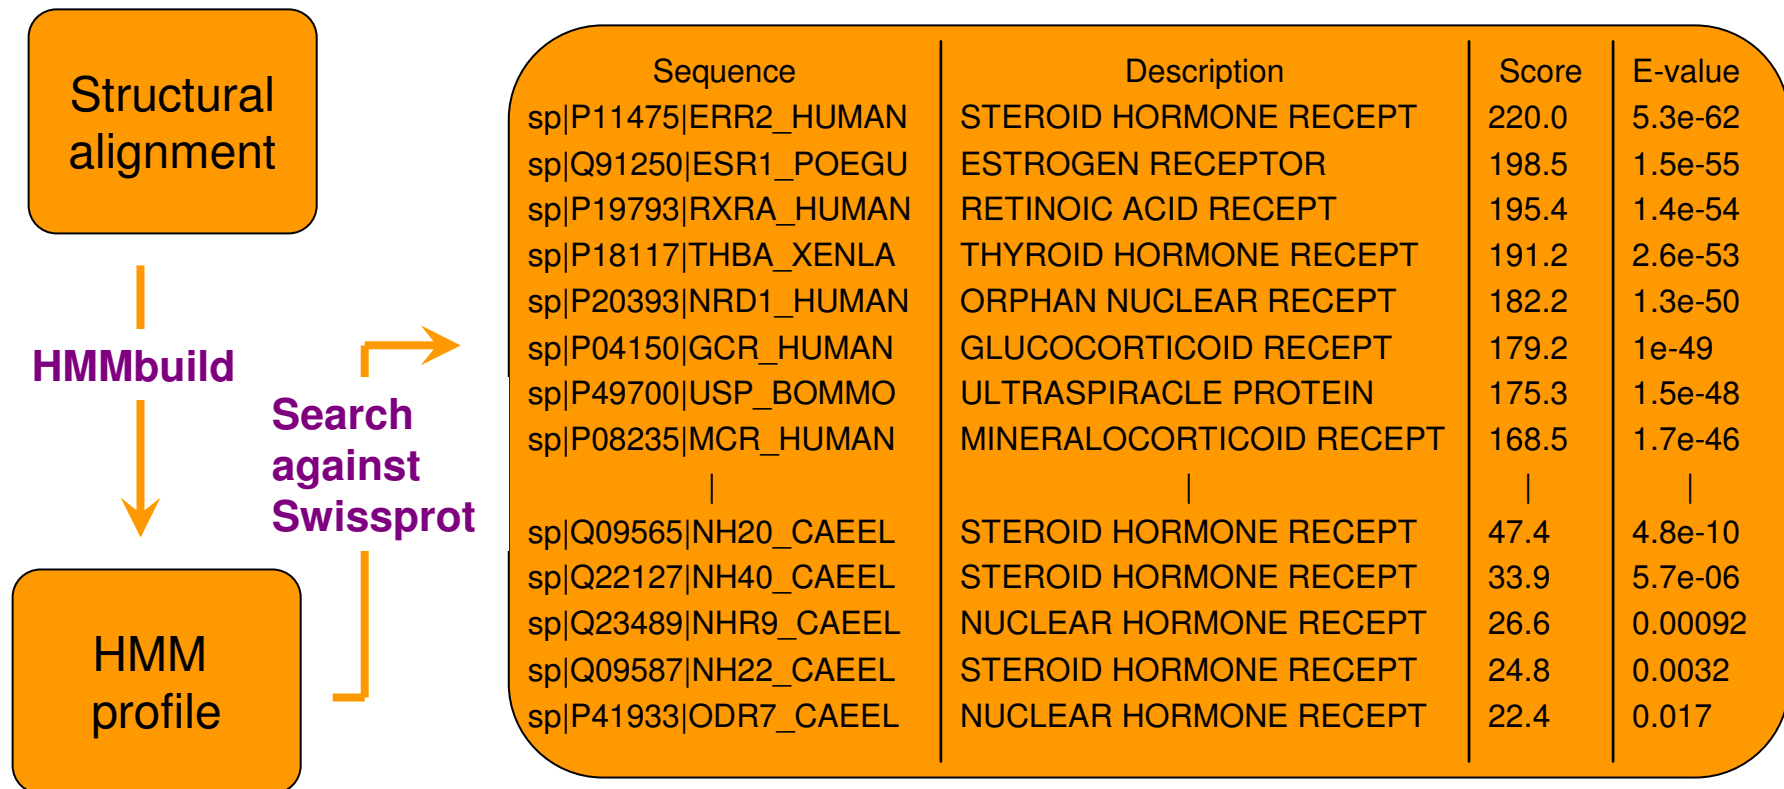 Structural
alignment
HMMbuild
HMM
profile
Search
against
Swissprot
Sequence Description Score E-value
sp|P11475|ERR2_HUMAN STEROID HORMONE RECEPT 220.0 5.3e-62
sp|Q91250|ESR1_POEGU ESTROGEN RECEPTOR 198.5 1.5e-55
sp|P19793|RXRA_HUMAN RETINOIC ACID RECEPT 195.4 1.4e-54
sp|P18117|THBA_XENLA THYROID HORMONE RECEPT 191.2 2.6e-53
sp|P20393|NRD1_HUMAN ORPHAN NUCLEAR RECEPT 182.2 1.3e-50
sp|P04150|GCR_HUMAN GLUCOCORTICOID RECEPT 179.2 1e-49
sp|P49700|USP_BOMMO ULTRASPIRACLE PROTEIN 175.3 1.5e-48
sp|P08235|MCR_HUMAN MINERALOCORTICOID RECEPT 168.5 1.7e-46
| | | |
sp|Q09565|NH20_CAEEL STEROID HORMONE RECEPT 47.4 4.8e-10
sp|Q22127|NH40_CAEEL STEROID HORMONE RECEPT 33.9 5.7e-06
sp|Q23489|NHR9_CAEEL NUCLEAR HORMONE RECEPT 26.6 0.00092
sp|Q09587|NH22_CAEEL STEROID HORMONE RECEPT 24.8 0.0032
sp|P41933|ODR7_CAEEL NUCLEAR HORMONE RECEPT 22.4 0.017